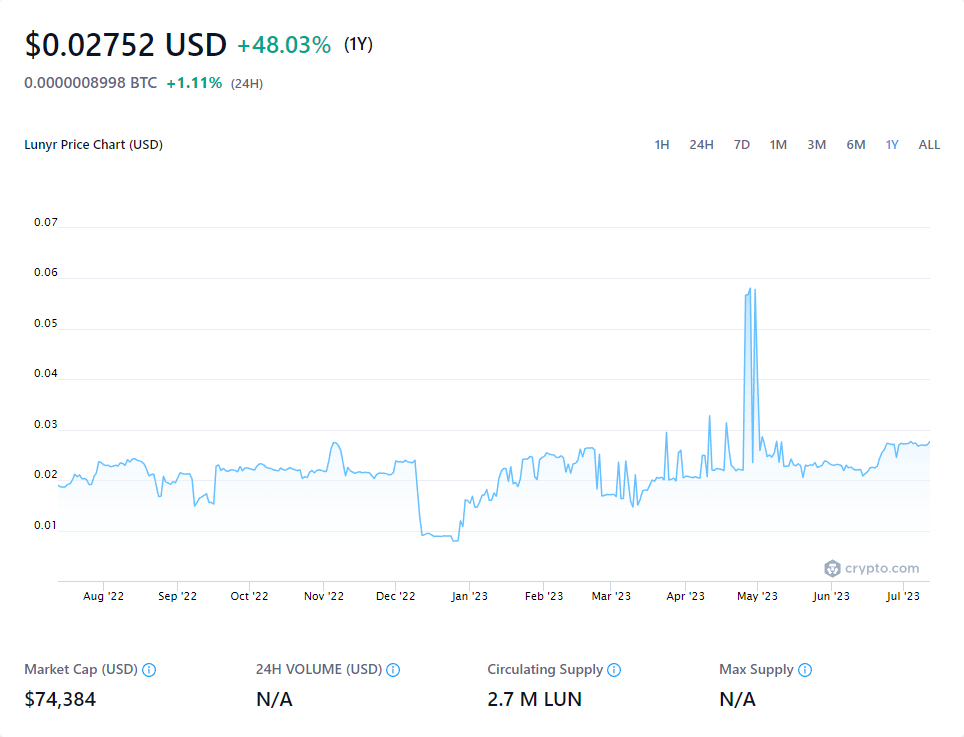 $0.02752 USD +48.03% (1Y)
0.0000008998 BTC +1.11% (24H)
Lunyr Price Chart (USD) 1H 24H 7D 1M 3M 6M 1Y ALL
0.07
0.06
0.05
0.04
0.03
0.02
0.01
crypto.com
Aug '22 Sep '22 Oct '22 Nov '22 Dec '22 Jan '23 Feb '23 Mar '23 Apr '23 May '23 Jun '23 Jul '23
Market Cap (USD) 24H VOLUME (USD) Circulating Supply Max Supply
$74,384 N/A 2.7 M LUN N/A